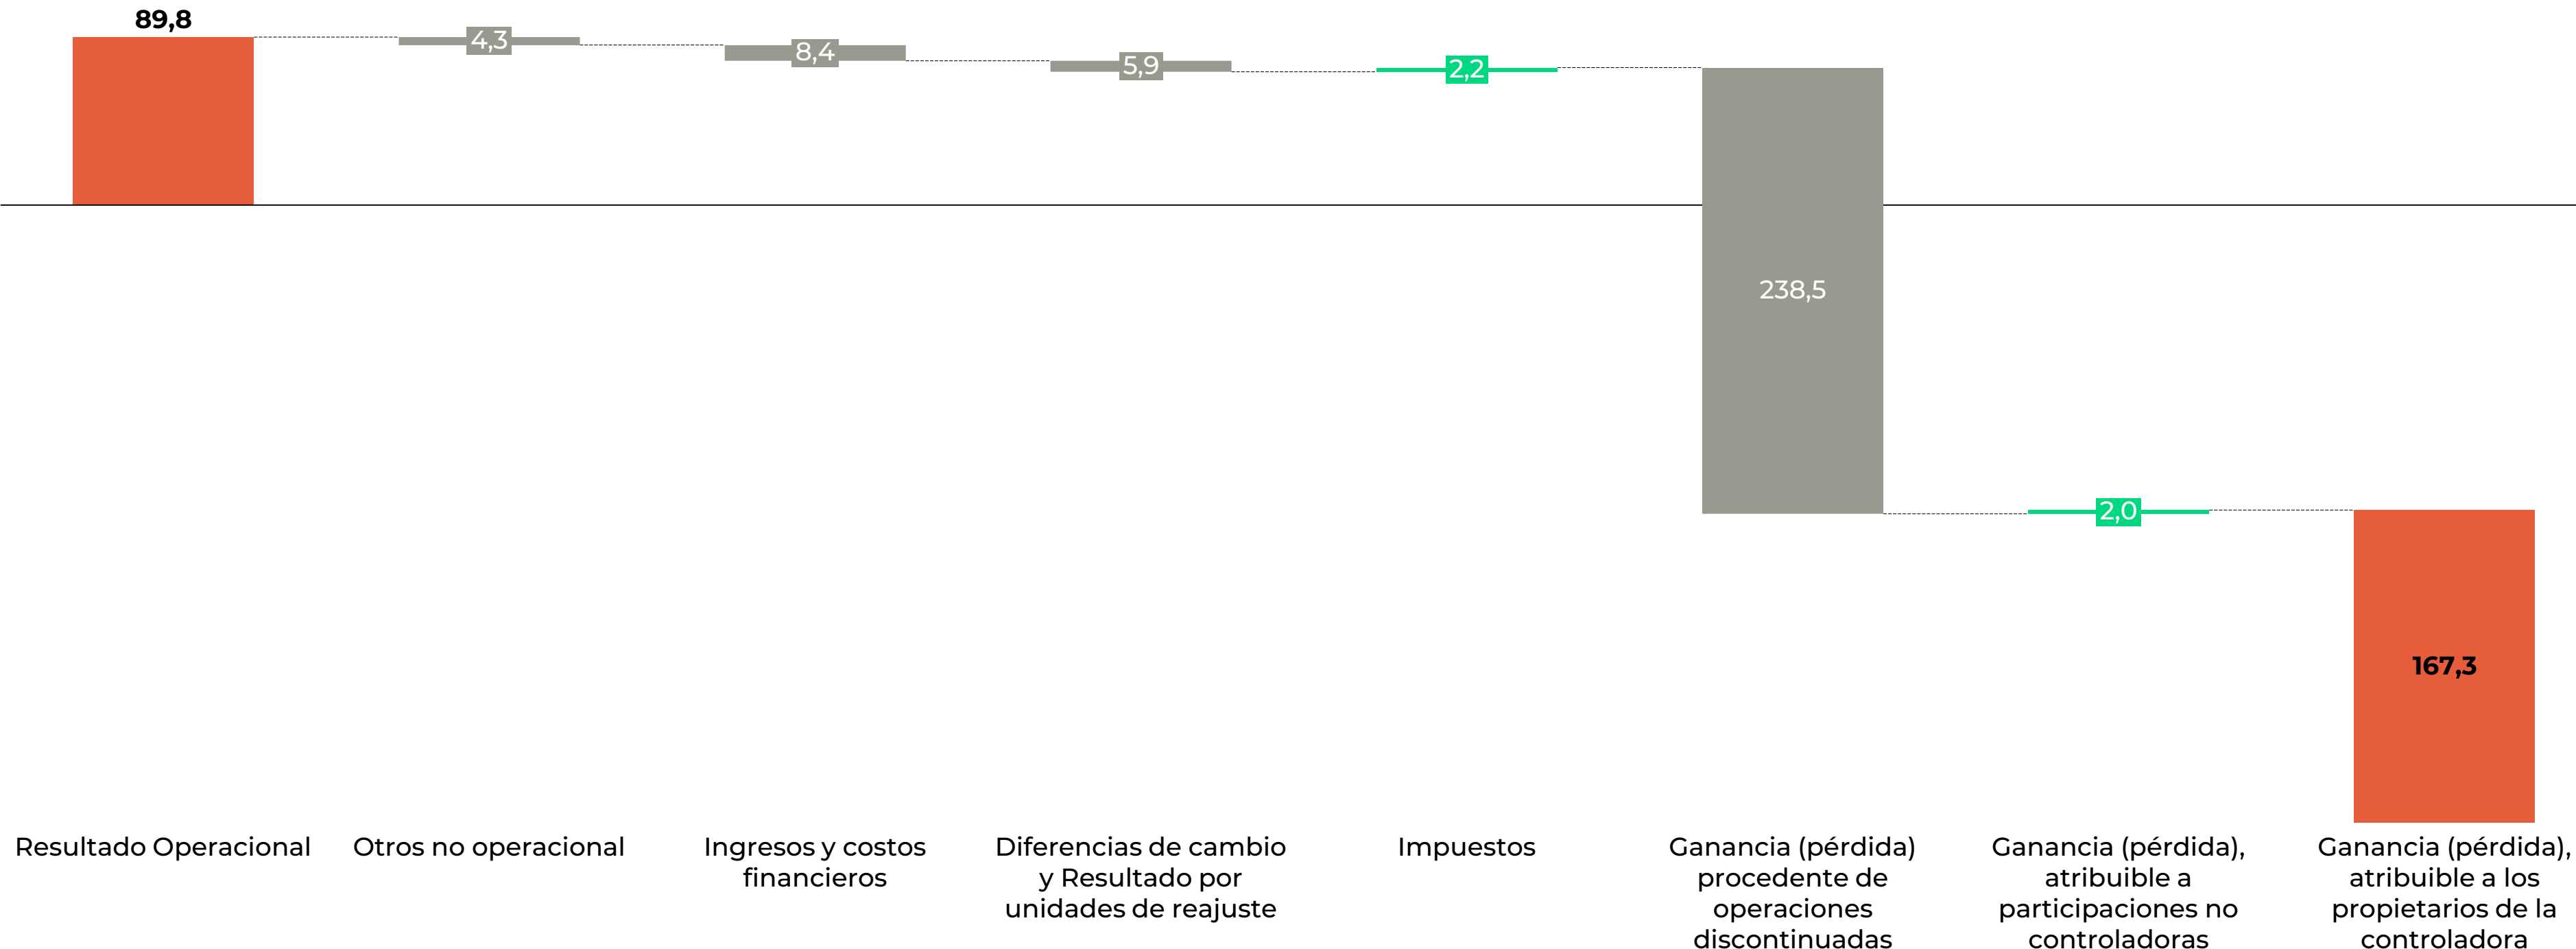 89,8
4,3
8,4
5,9
2,2
238,5
2,0
167,3
Resultado Operacional
Otros no operacional
Ingresos y costos
financieros
Diferencias de cambio
y Resultado por
unidades de reajuste
Impuestos
Ganancia (pérdida)
procedente de
operaciones
discontinuadas
Ganancia (pérdida),
atribuible a
participaciones no
controladoras
Ganancia (pérdida),
atribuible a los
propietarios de la
controladora